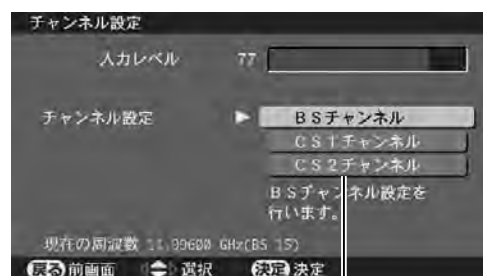 チャンネル設定
入力レベル 77
チャンネル設定 ▶ BSチャンネル
CS1チャンネル
CS2チャンネル
BSチャンネル設定を
行います。
現在の周波数 11.99600 GHz(BS 15)
戻る 前画面 選択 決定 決定